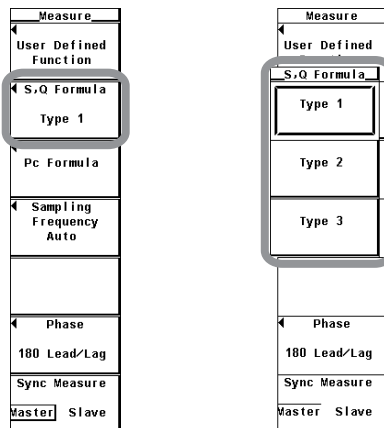 Measure
User Defined
Function
S,Q Formula
Type 1
Pc Formula
Sampling
Frequency
Auto
Phase
180 Lead/Lag
Sync Measure
Master Slave
Measure
User Defined
S,Q Formula
Type 1
Type 2
Type 3
Phase
180 Lead/Lag
Sync Measure
Master Slave